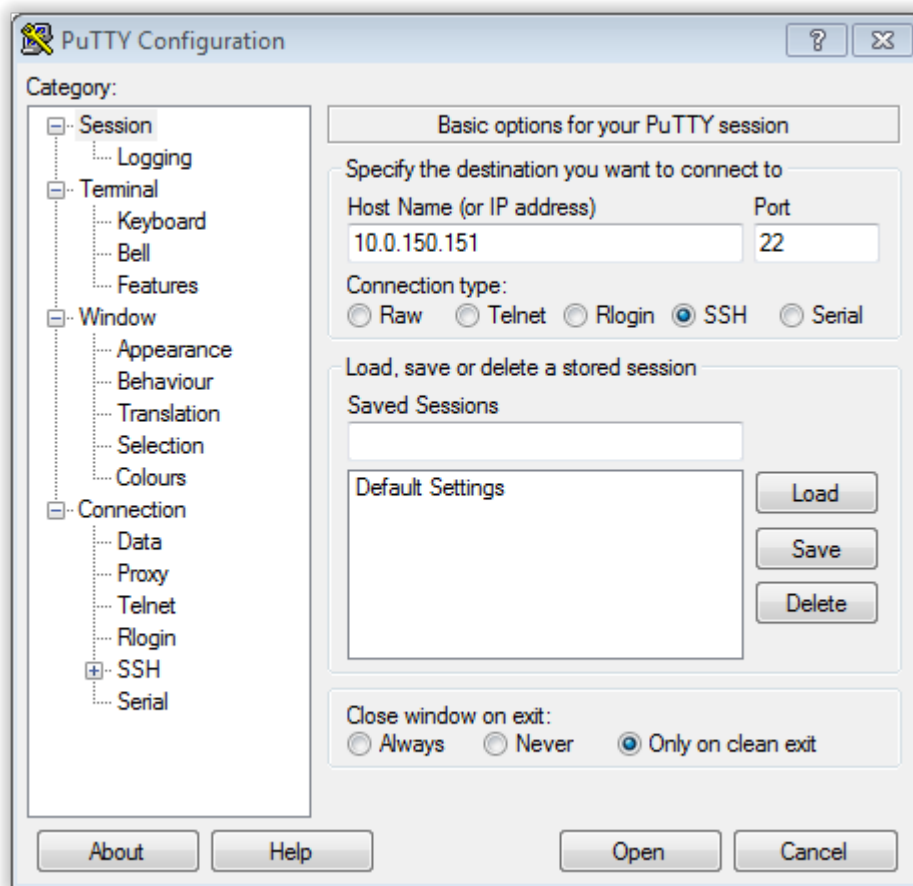 PuTTY Configuration
Category:
Session
Logging
Terminal
Keyboard
Bell
Features
Window
Appearance
Behaviour
Translation
Selection
Colours
Connection
Data
Proxy
Telnet
Rlogin
SSH
Serial
Basic options for your PuTTY session
Specify the destination you want to connect to
Host Name (or IP address) Port
10.0.150.151 22
Connection type:
Raw Telnet Rlogin SSH Serial
Load, save or delete a stored session
Saved Sessions
Default Settings
Load
Save
Delete
Close window on exit:
Always Never Only on clean exit
About Help Open Cancel